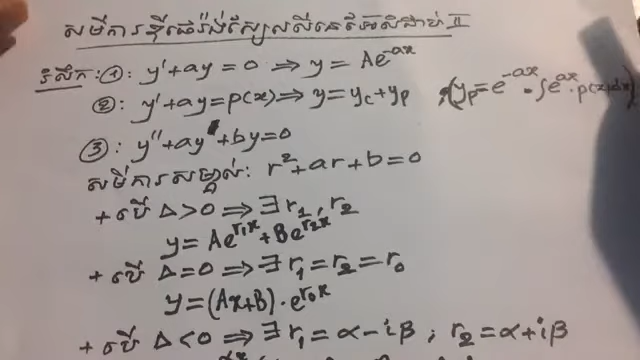 សមីការឌីផេរ៉ង់ស្យែលលីនេអ៊ែលំដាប់ II
រំលឹក: ①: y' + ay = 0 ⟹ y = Ae^{-ax}
②: y' + ay = p(x) ⟹ y = y_c + y_p ; (y_p = e^{-ax} . ∫e^{ax} . p(x)dx)
③: y'' + ay' + by = 0
សមីការសម្គាល់: r² + ar + b = 0
+ បើ Δ > 0 ⟹ ∃ r₁, r₂
y = Ae^{r₁x} + Be^{r₂x}
+ បើ Δ = 0 ⟹ ∃ r₁ = r₂ = r₀
y = (Ax + B) . e^{r₀x}
+ បើ Δ < 0 ⟹ ∃ r₁ = α - iβ ; r₂ = α + iβ